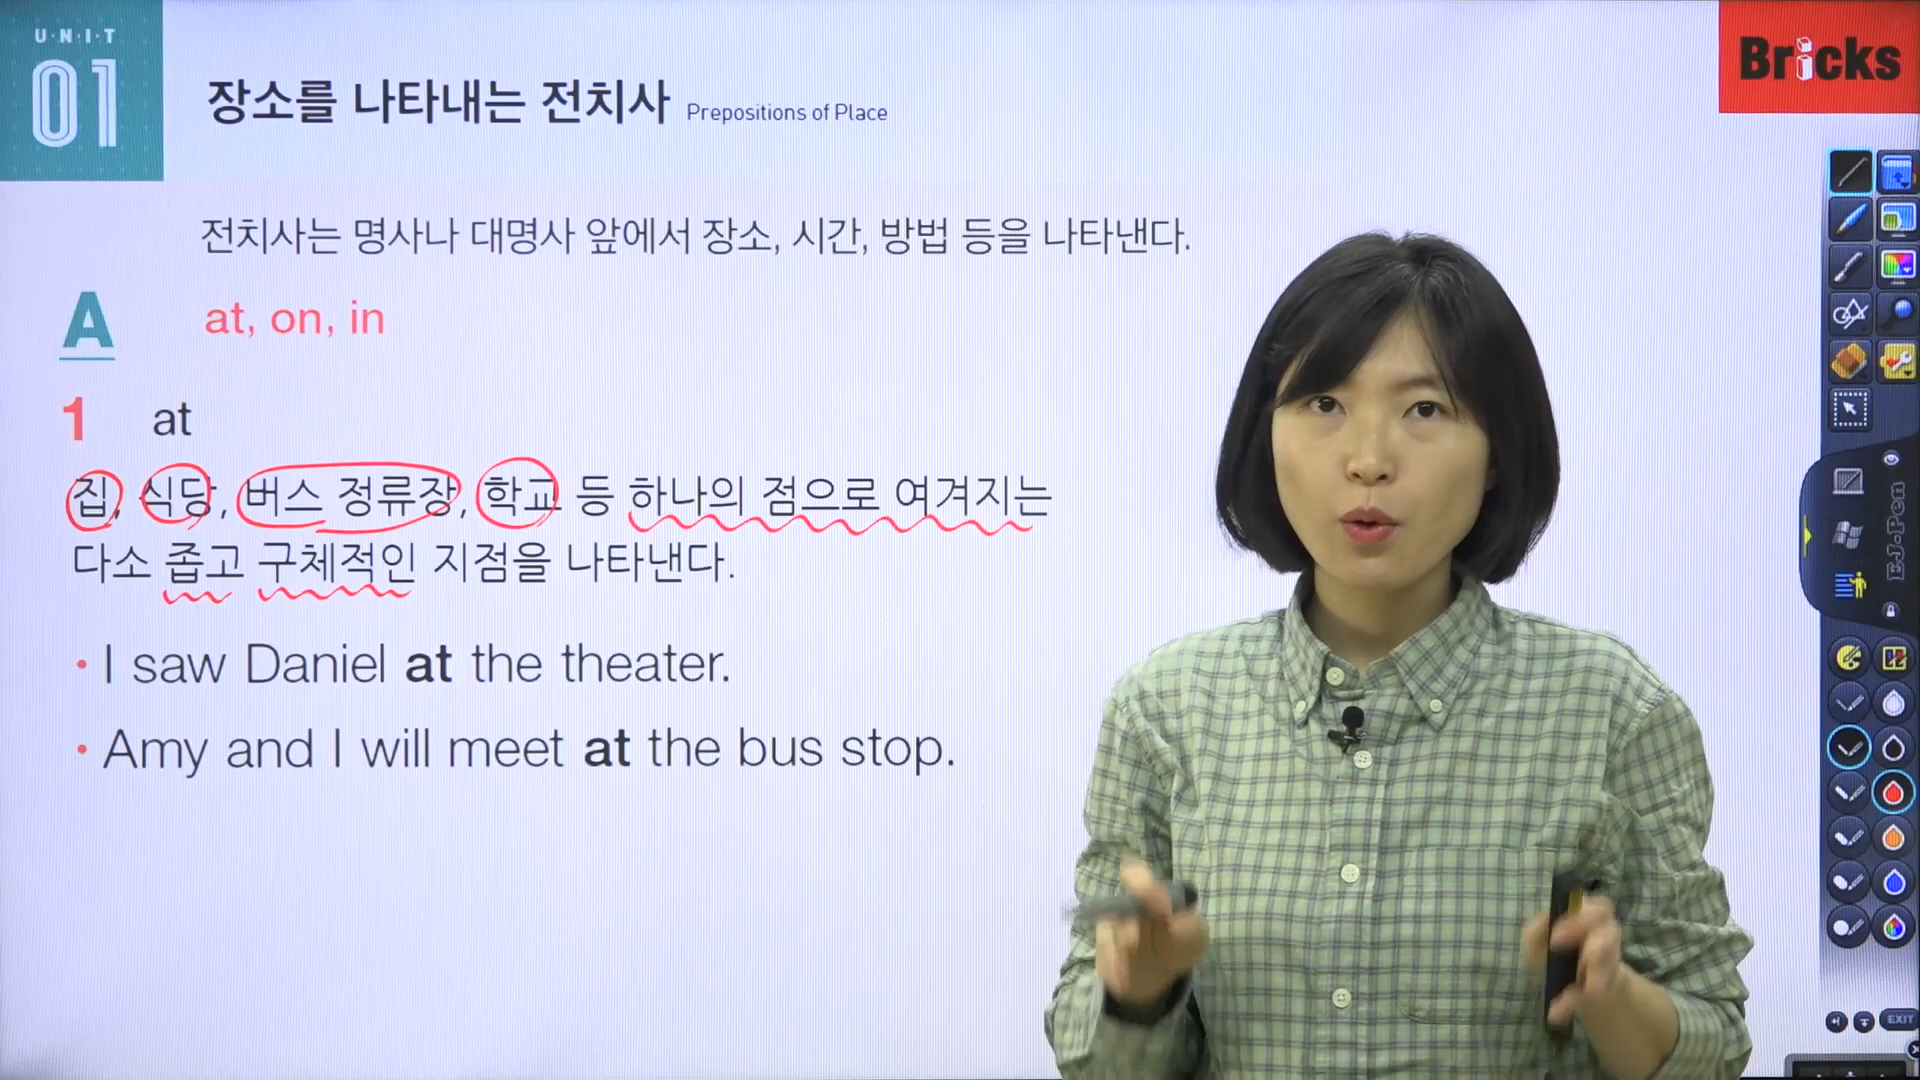 U·N·I·T
01
장소를 나타내는 전치사 Prepositions of Place
Bricks
전치사는 명사나 대명사 앞에서 장소, 시간, 방법 등을 나타낸다.
A at, on, in
1 at
집, 식당, 버스 정류장, 학교 등 하나의 점으로 여겨지는
다소 좁고 구체적인 지점을 나타낸다.
• I saw Daniel at the theater.
• Amy and I will meet at the bus stop.
EJ-Pen
EXIT